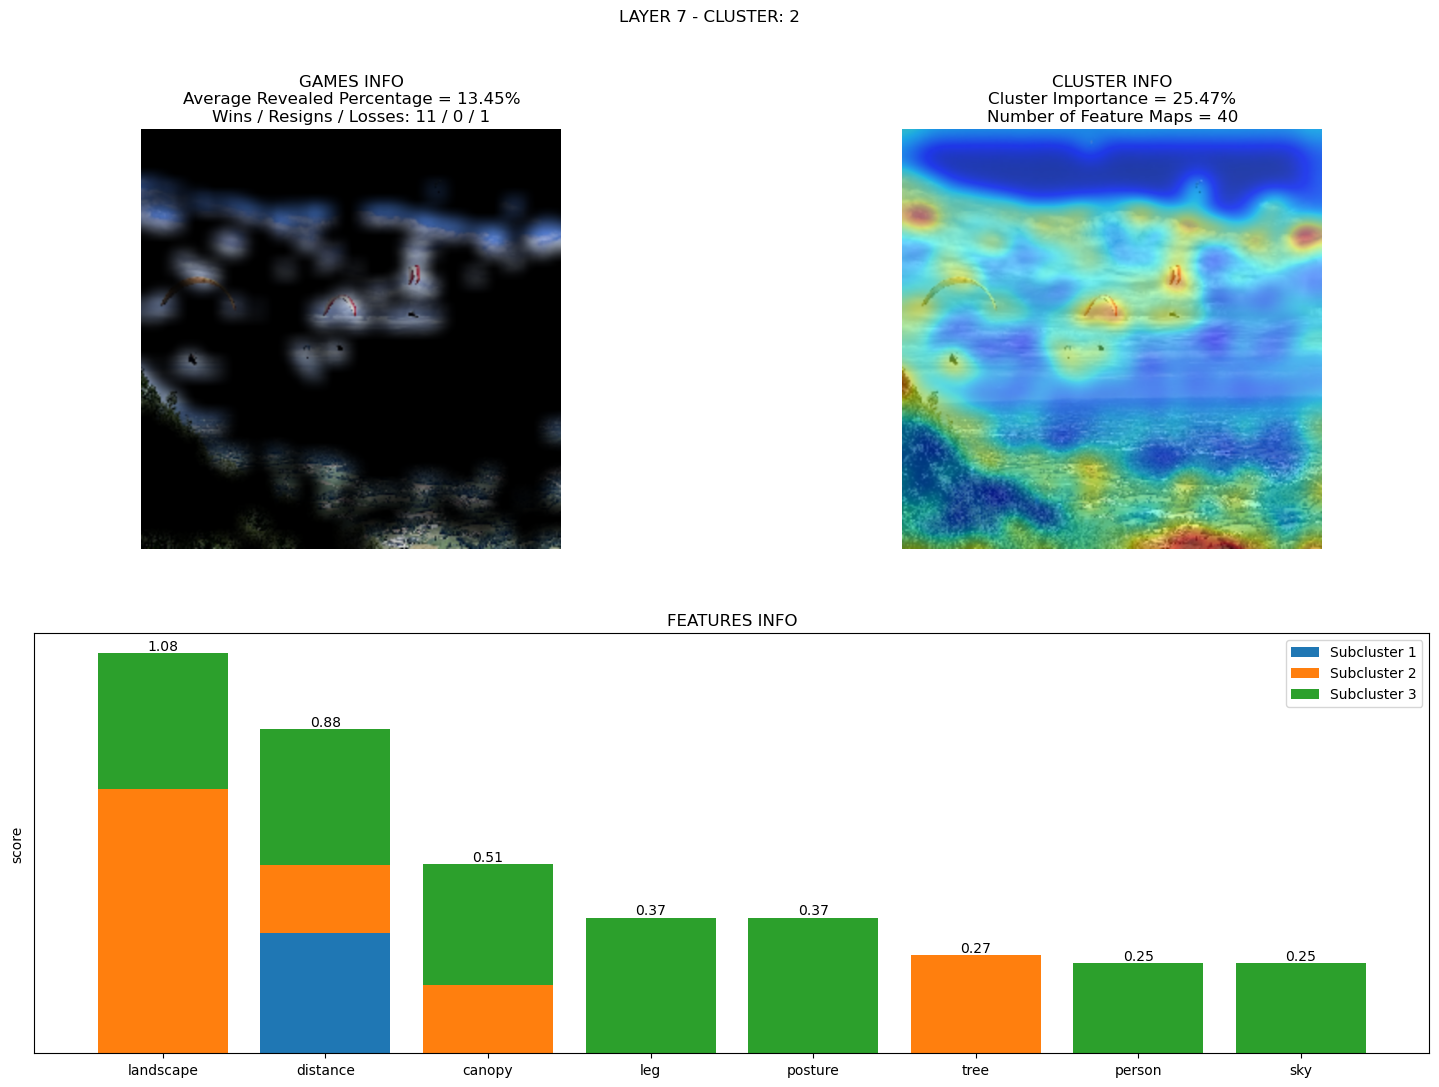 LAYER 7 - CLUSTER: 2
GAMES INFO
Average Revealed Percentage = 13.45%
Wins / Resigns / Losses: 11 / 0 / 1
CLUSTER INFO
Cluster Importance = 25.47%
Number of Feature Maps = 40
FEATURES INFO
Subcluster 1
Subcluster 2
Subcluster 3
score
1.08
0.88
0.51
0.37
0.37
0.27
0.25
0.25
landscape
distance
canopy
leg
posture
tree
person
sky